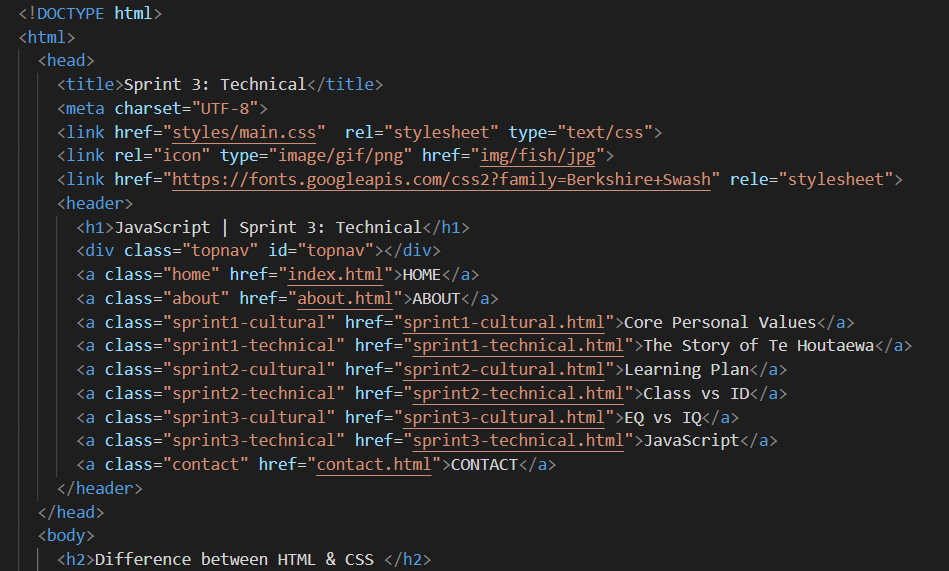 <!DOCTYPE html>
<html>
<head>
<title>Sprint 3: Technical</title>
<meta charset="UTF-8">
<link href="styles/main.css"  rel="stylesheet" type="text/css">
<link rel="icon" type="image/gif/png" href="img/fish/jpg">
<link href="https://fonts.googleapis.com/css2?family=Berkshire+Swash" rele="stylesheet">
<header>
<h1>JavaScript | Sprint 3: Technical</h1>
<div class="topnav" id="topnav"></div>
<a class="home" href="index.html">HOME</a>
<a class="about" href="about.html">ABOUT</a>
<a class="sprint1-cultural" href="sprint1-cultural.html">Core Personal Values</a>
<a class="sprint1-technical" href="sprint1-technical.html">The Story of Te Houtaewa</a>
<a class="sprint2-cultural" href="sprint2-cultural.html">Learning Plan</a>
<a class="sprint2-technical" href="sprint2-technical.html">Class vs ID</a>
<a class="sprint3-cultural" href="sprint3-cultural.html">EQ vs IQ</a>
<a class="sprint3-technical" href="sprint3-technical.html">JavaScript</a>
<a class="contact" href="contact.html">CONTACT</a>
</header>
</head>
<body>
<h2>Difference between HTML & CSS </h2>